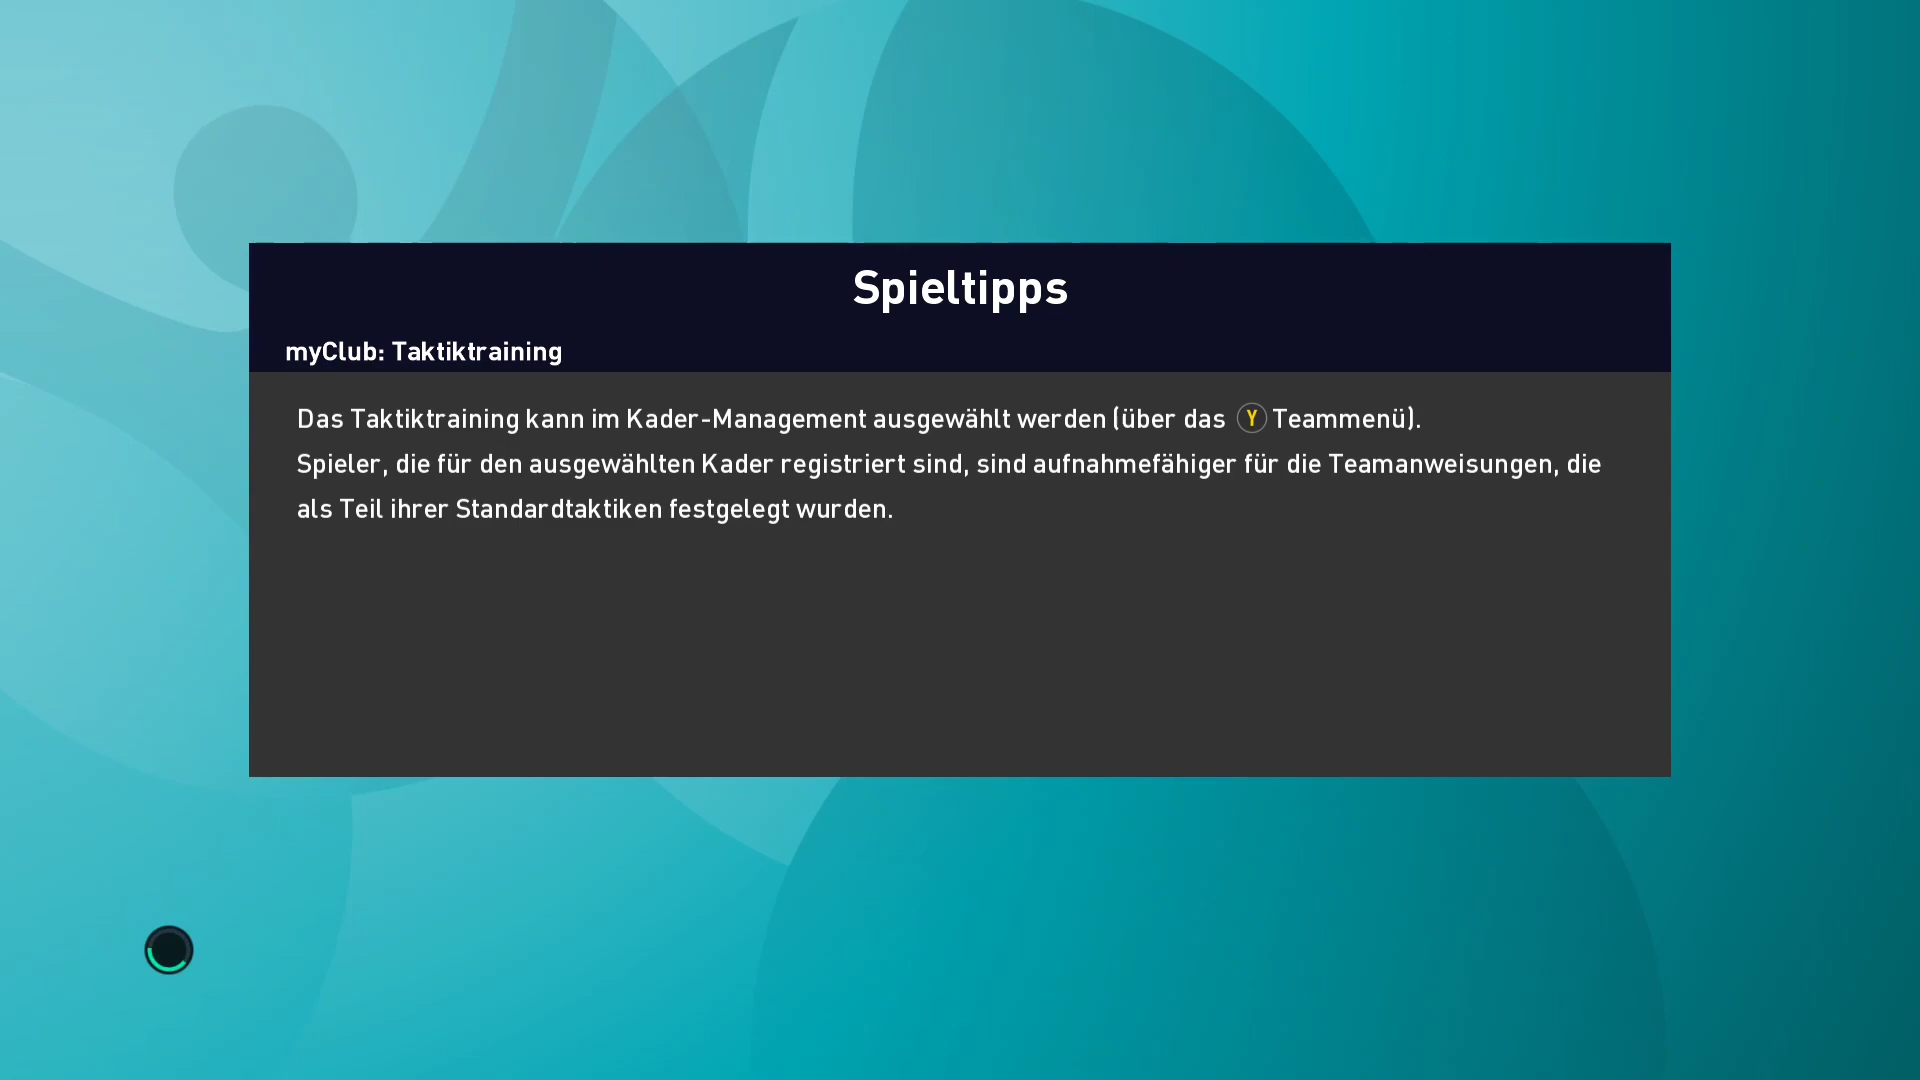 Spieltipps
myClub: Taktiktraining
Das Taktiktraining kann im Kader-Management ausgewählt werden (über das Y Teammenü).
Spieler, die für den ausgewählten Kader registriert sind, sind aufnahmefähiger für die Teamanweisungen, die
als Teil ihrer Standardtaktiken festgelegt wurden.